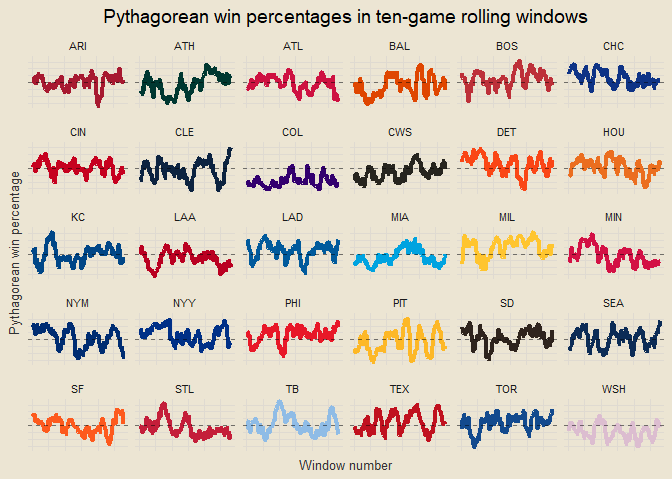 Pythagorean win percentages in ten-game rolling windows
ARI ATH ATL BAL BOS CHC
CIN CLE COL CWS DET HOU
KC LAA LAD MIA MIL MIN
NYM NYY PHI PIT SD SEA
SF STL TB TEX TOR WSH
Pythagorean win percentage
Window number